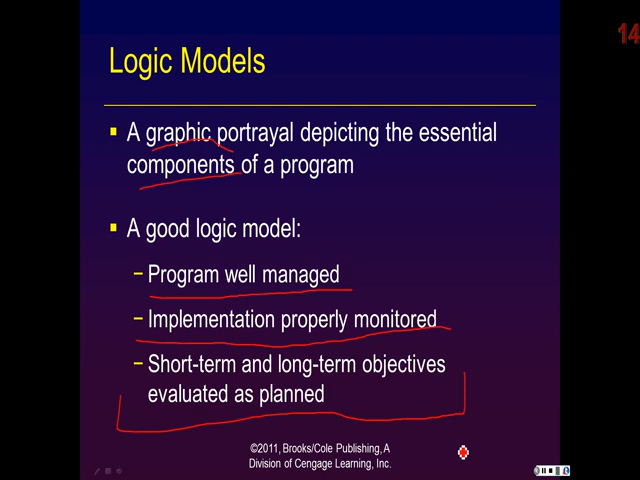 14
Logic Models
▪ A graphic portrayal depicting the essential
components of a program
▪ A good logic model:
– Program well managed
– Implementation properly monitored
– Short-term and long-term objectives
evaluated as planned
©2011, Brooks/Cole Publishing, A
Division of Cengage Learning, Inc.